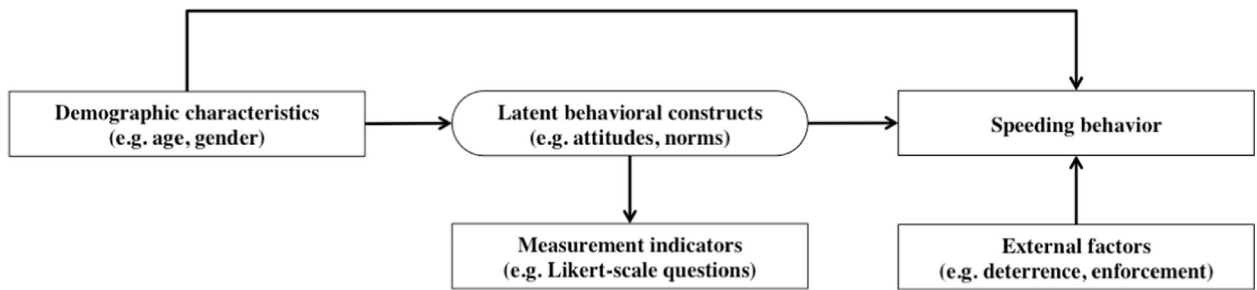 Demographic characteristics
(e.g. age, gender)
Latent behavioral constructs
(e.g. attitudes, norms)
Speeding behavior
Measurement indicators
(e.g. Likert-scale questions)
External factors
(e.g. deterrence, enforcement)